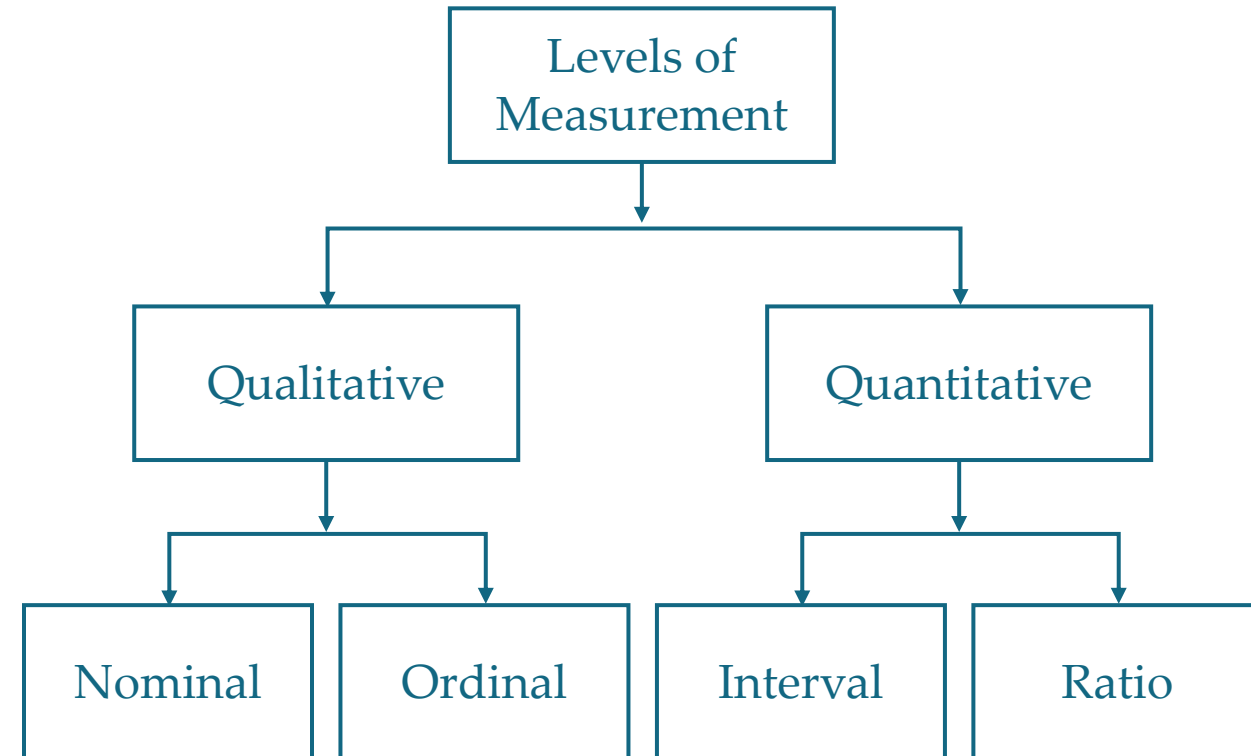 Levels of
Measurement
Qualitative
Quantitative
Nominal
Ordinal
Interval
Ratio